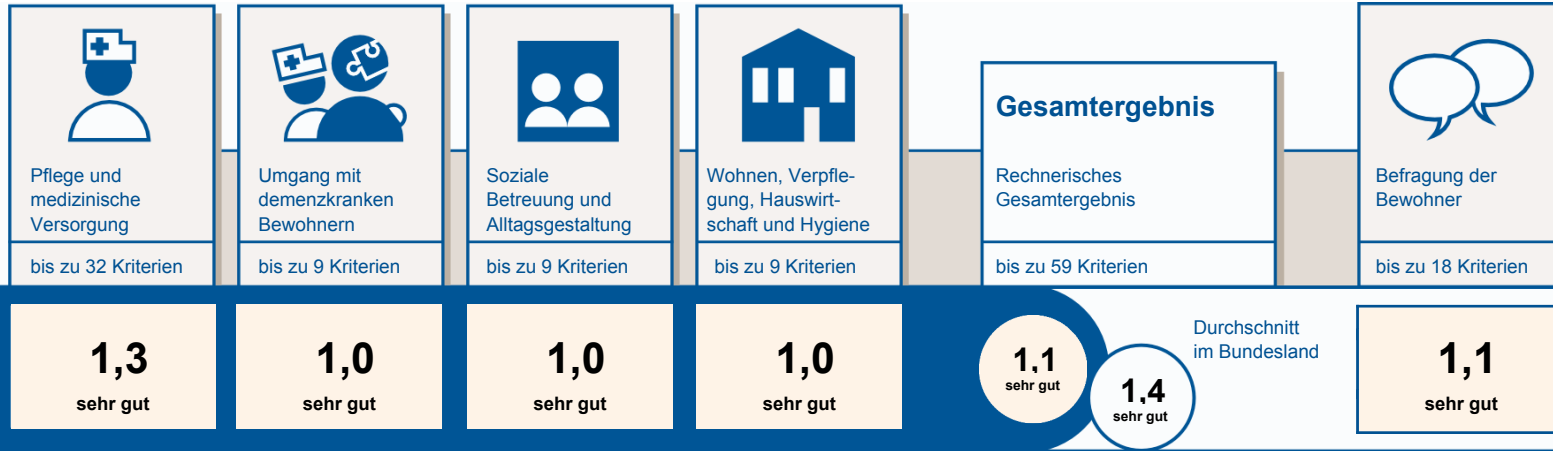 Pflege und
medizinische
Versorgung
bis zu 32 Kriterien
1,3
sehr gut
Umgang mit
demenzkranken
Bewohnern
bis zu 9 Kriterien
1,0
sehr gut
Soziale
Betreuung und
Alltagsgestaltung
bis zu 9 Kriterien
1,0
sehr gut
Wohnen, Verpfle-
gung, Hauswirt-
schaft und Hygiene
bis zu 9 Kriterien
1,0
sehr gut
Gesamtergebnis
Rechnerisches
Gesamtergebnis
bis zu 59 Kriterien
1,1
sehr gut
1,4
sehr gut
Durchschnitt
im Bundesland
Befragung der
Bewohner
bis zu 18 Kriterien
1,1
sehr gut